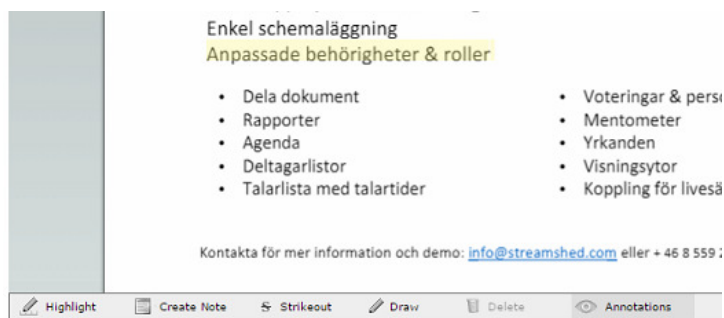 Enkel schemaläggning
Anpassade behörigheter & roller
• Dela dokument
• Rapporter
• Agenda
• Deltagarlistor
• Talarlista med talartider
• Voteringar &
• Mentometer
• Yrkanden
• Visningsytor
• Koppling för
Kontakta för mer information och demo: info@streamshed.com eller + 46 8 559
Highlight Create Note Strikeout Draw Delete Annotations